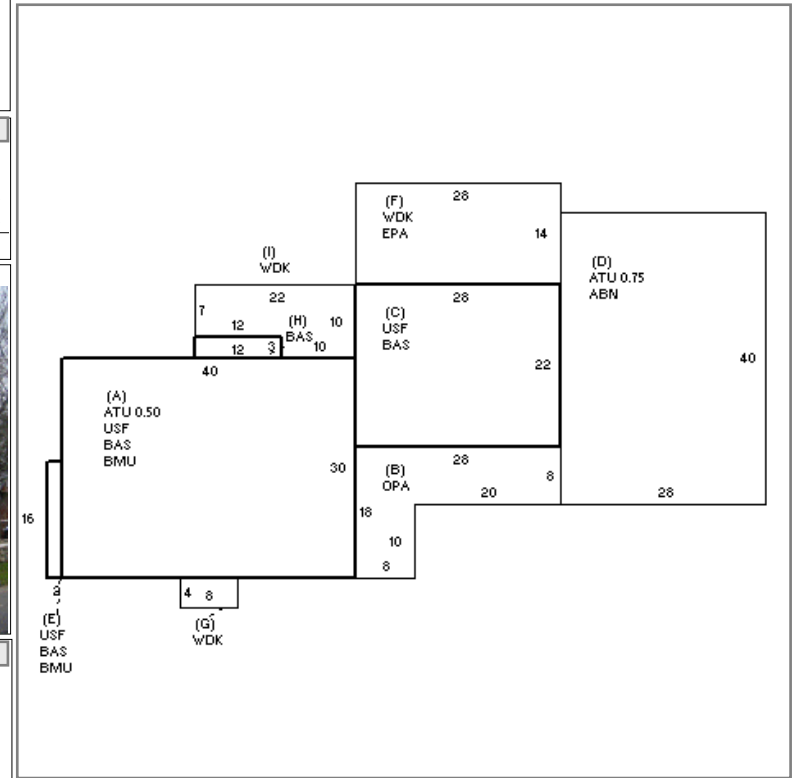 28
(F)
WDK
EPA
14
(D)
ATU 0.75
ABN
40
28
(I)
WDK
22
7
12
(H)
BAS
10
12
3
10
28
(C)
USF
BAS
22
40
(A)
ATU 0.50
USF
BAS
BMU
30
28
(B)
OPA
8
20
18
10
8
16
4
8
(G)
WDK
(E)
USF
BAS
BMU